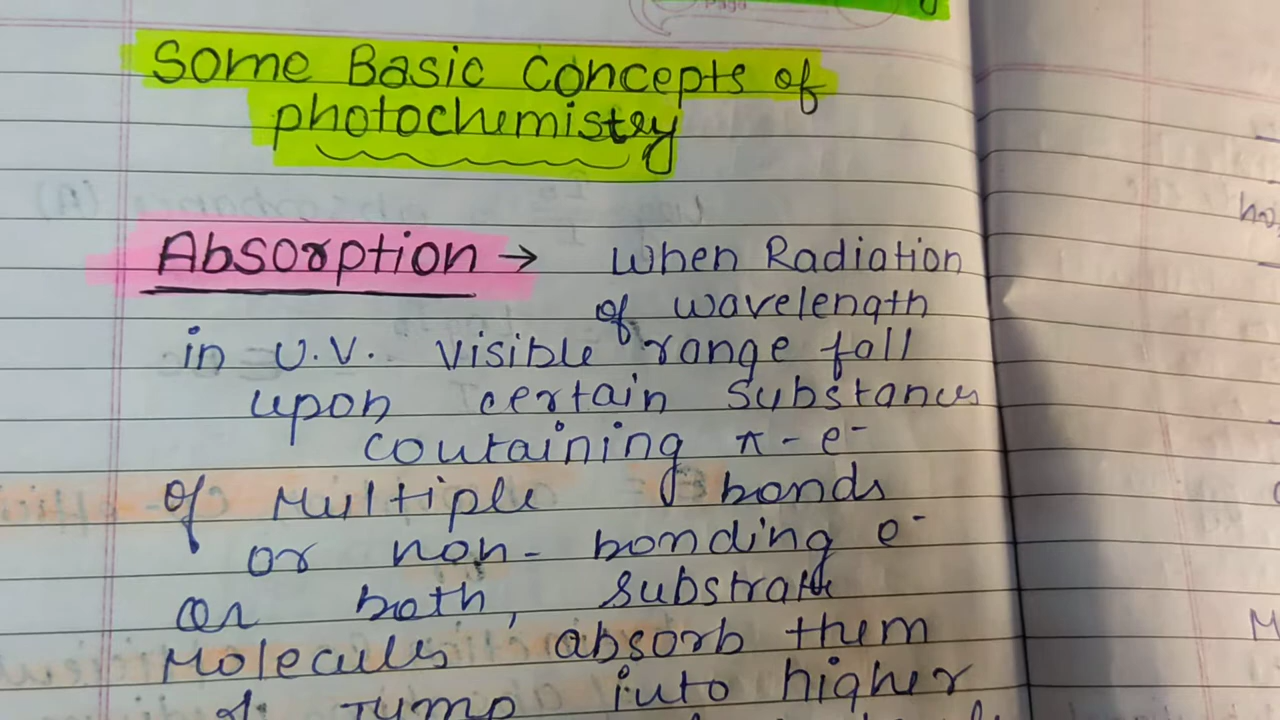 Some Basic Concepts of
photochemistry
Absorption → When Radiation
of wavelength
in U.V. visible range fall
upon certain Substances
containing π-e⁻
of Multiple bonds
or non-bonding e⁻
or both, substrate
Molecules absorb them
& Jump into higher